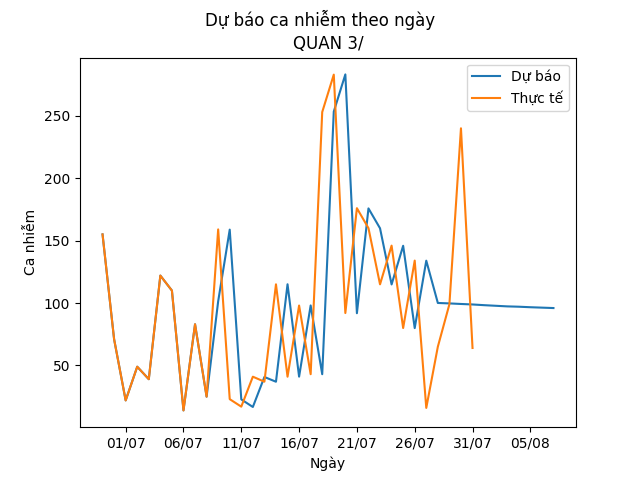 Dự báo ca nhiễm theo ngày
QUAN 3/
Dự báo
Thực tế
Ca nhiễm
250
200
150
100
50
01/07 06/07 11/07 16/07 21/07 26/07 31/07 05/08
Ngày